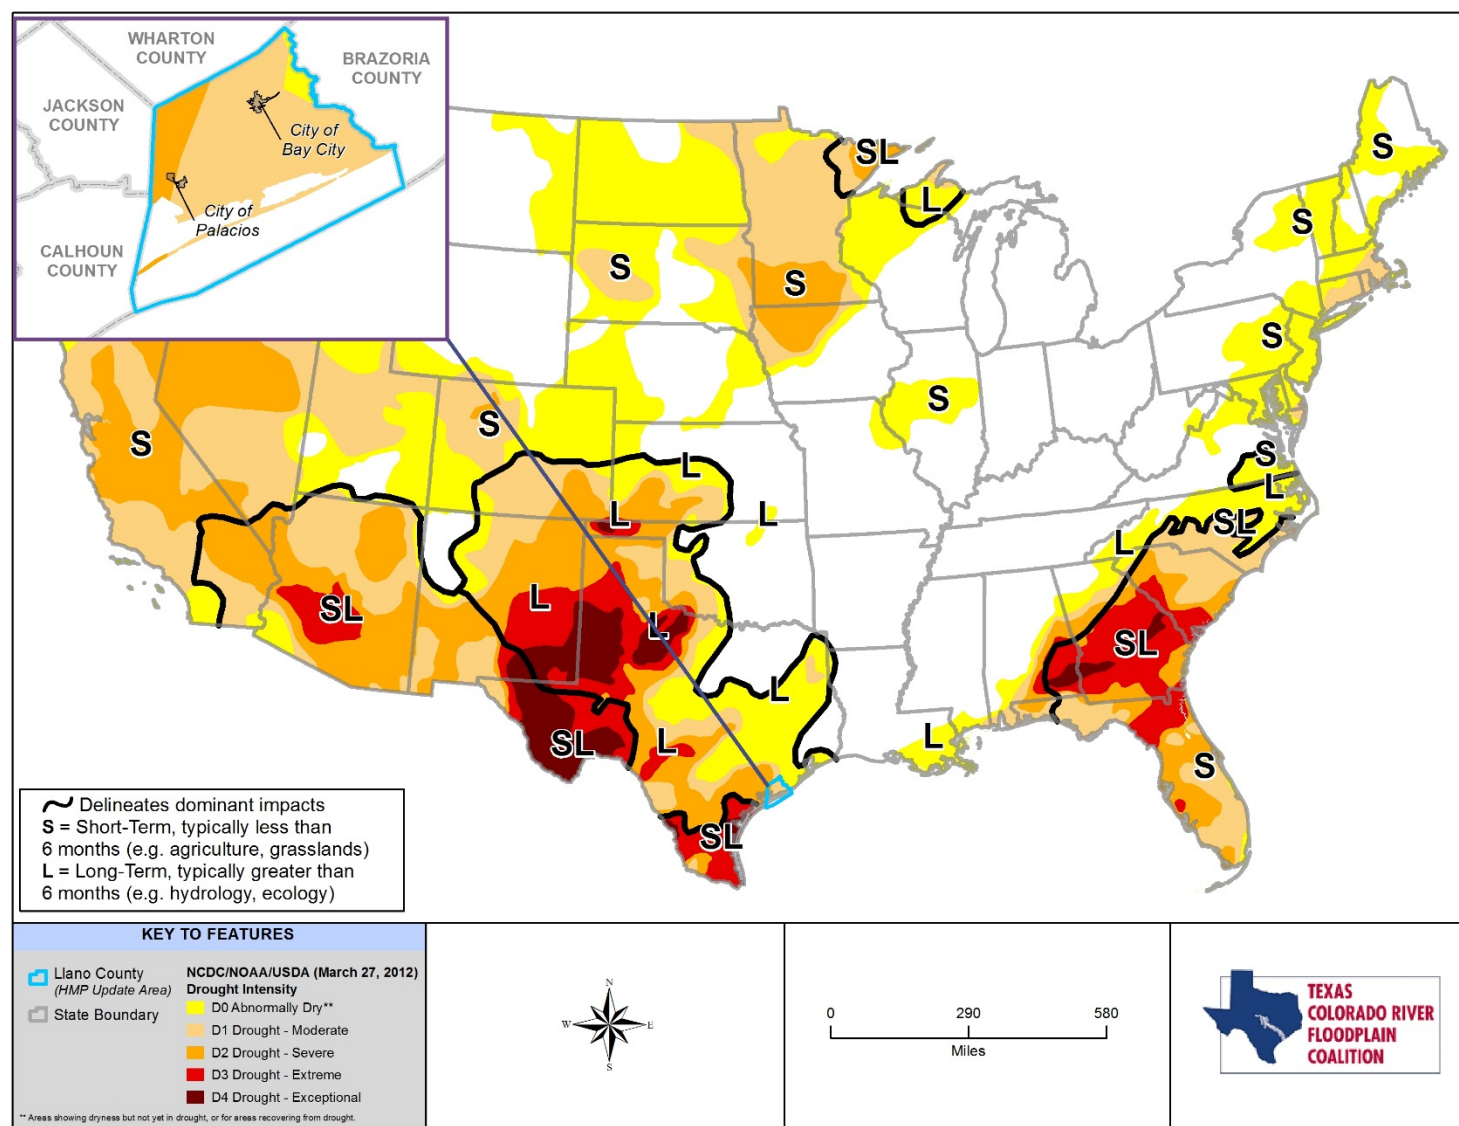 WHARTON
COUNTY
BRAZORIA
COUNTY
JACKSON
COUNTY
City of
Bay City
City of
Palacios
CALHOUN
COUNTY
S
SL
L
S
S
S
S
S
S
S
S
L
S
L
L
L
SL
L
SL
L
L
SL
L
SL
L
L
SL
L
S
SL
Delineates dominant impacts
S = Short-Term, typically less than
6 months (e.g. agriculture, grasslands)
L = Long-Term, typically greater than
6 months (e.g. hydrology, ecology)
KEY TO FEATURES
Llano County
(HMP Update Area)
State Boundary
NCDC/NOAA/USDA (March 27, 2012)
Drought Intensity
D0 Abnormally Dry**
D1 Drought - Moderate
D2 Drought - Severe
D3 Drought - Extreme
D4 Drought - Exceptional
** Areas showing dryness but not yet in drought, or for areas recovering from drought.
N
W
E
S
0 290 580
Miles
TEXAS
COLORADO RIVER
FLOODPLAIN
COALITION